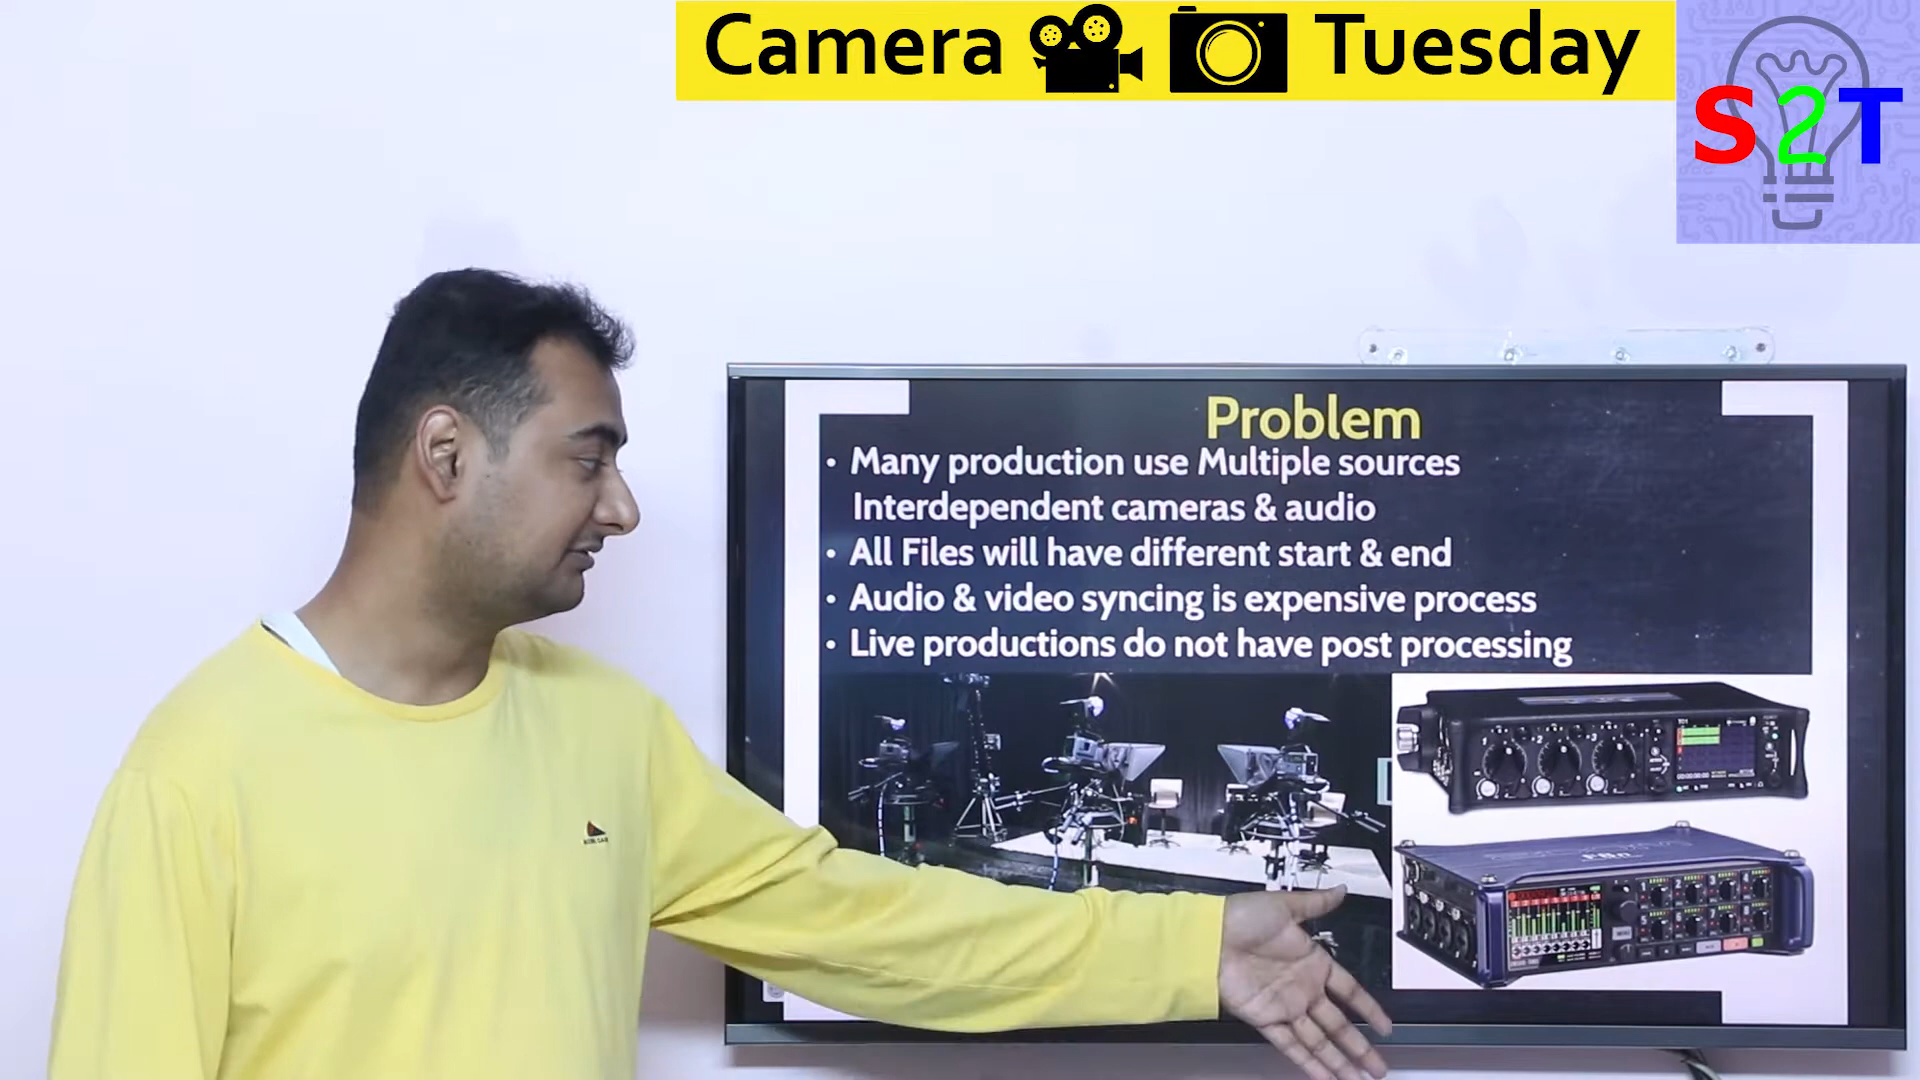 Camera Tuesday
S2T
Problem
• Many production use Multiple sources
Interdependent cameras & audio
• All Files will have different start & end
• Audio & video syncing is expensive process
• Live productions do not have post processing